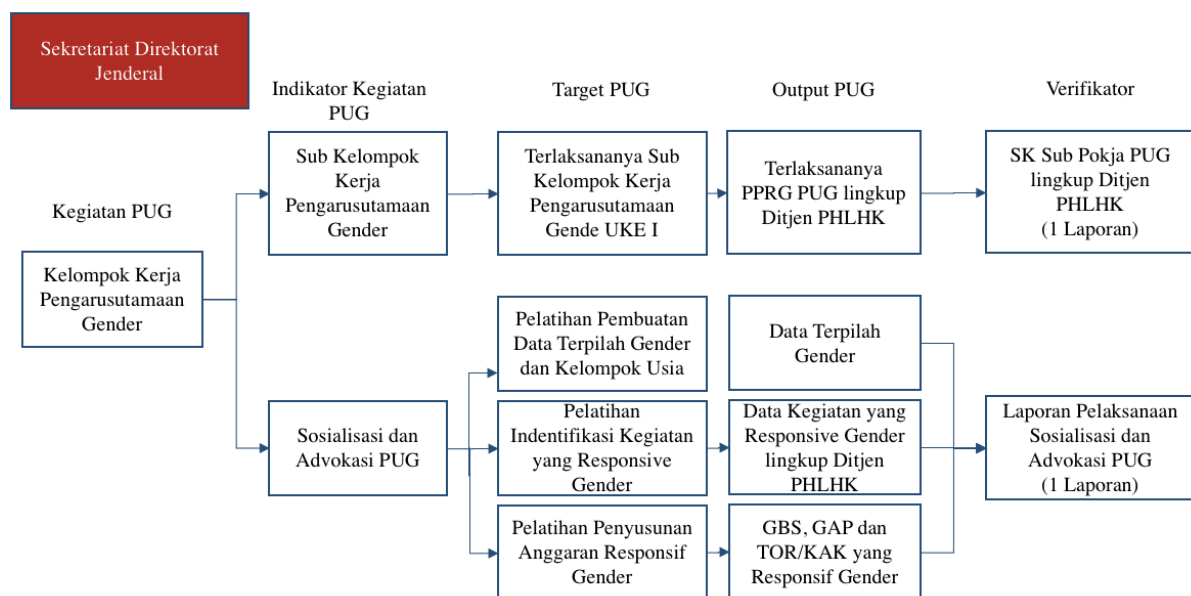 Sekretariat Direktorat
Jenderal
Indikator Kegiatan
PUG
Target PUG
Output PUG
Verifikator
Kegiatan PUG
Kelompok Kerja
Pengarusutamaan
Gender
Sub Kelompok
Kerja
Pengarusutamaan
Gender
Terlaksananya Sub
Kelompok Kerja
Pengarusutamaan
Gende UKE I
Terlaksananya
PPRG PUG lingkup
Ditjen PHLHK
SK Sub Pokja PUG
lingkup Ditjen
PHLHK
(1 Laporan)
Sosialisasi dan
Advokasi PUG
Pelatihan Pembuatan
Data Terpilah Gender
dan Kelompok Usia
Data Terpilah
Gender
Pelatihan
Indentifikasi Kegiatan
yang Responsive
Gender
Data Kegiatan yang
Responsive Gender
lingkup Ditjen
PHLHK
Pelatihan Penyusunan
Anggaran Responsif
Gender
GBS, GAP dan
TOR/KAK yang
Responsif Gender
Laporan Pelaksanaan
Sosialisasi dan
Advokasi PUG
(1 Laporan)